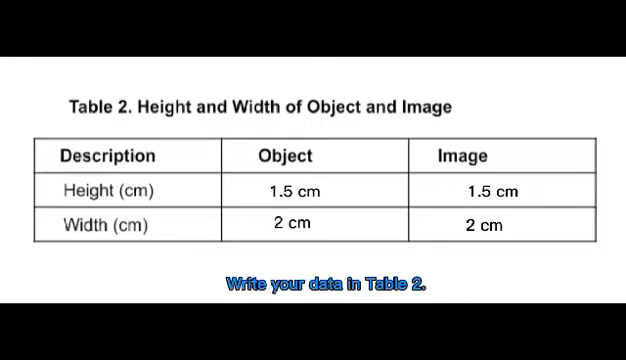 Table 2. Height and Width of Object and Image
Description Object Image
Height (cm) 1.5 cm 1.5 cm
Width (cm) 2 cm 2 cm
Write your data in Table 2.